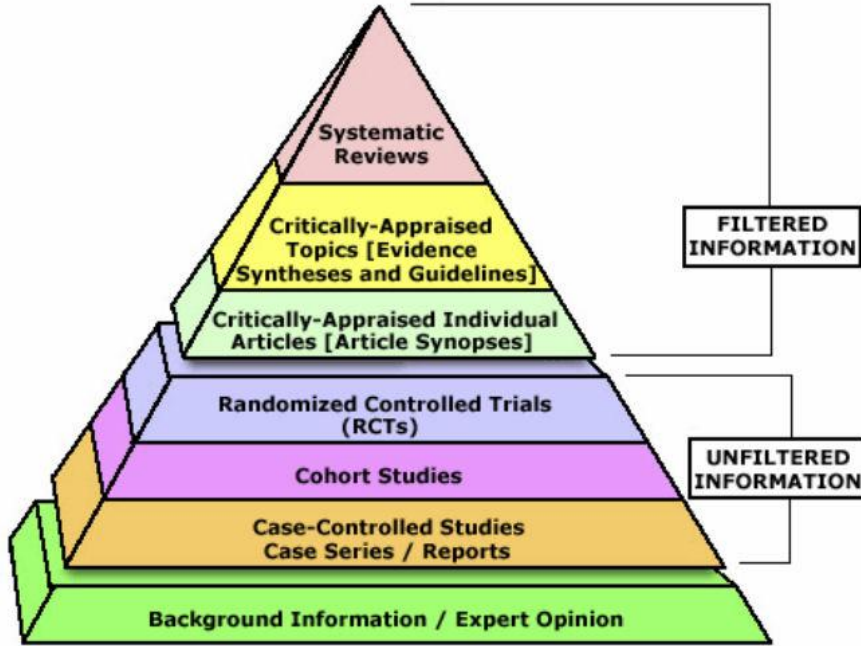 Systematic
Reviews
Critically-Appraised
Topics [Evidence
Syntheses and Guidelines]
FILTERED
INFORMATION
Critically-Appraised Individual
Articles [Article Synopses]
Randomized Controlled Trials
(RCTs)
Cohort Studies
UNFILTERED
INFORMATION
Case-Controlled Studies
Case Series / Reports
Background Information / Expert Opinion